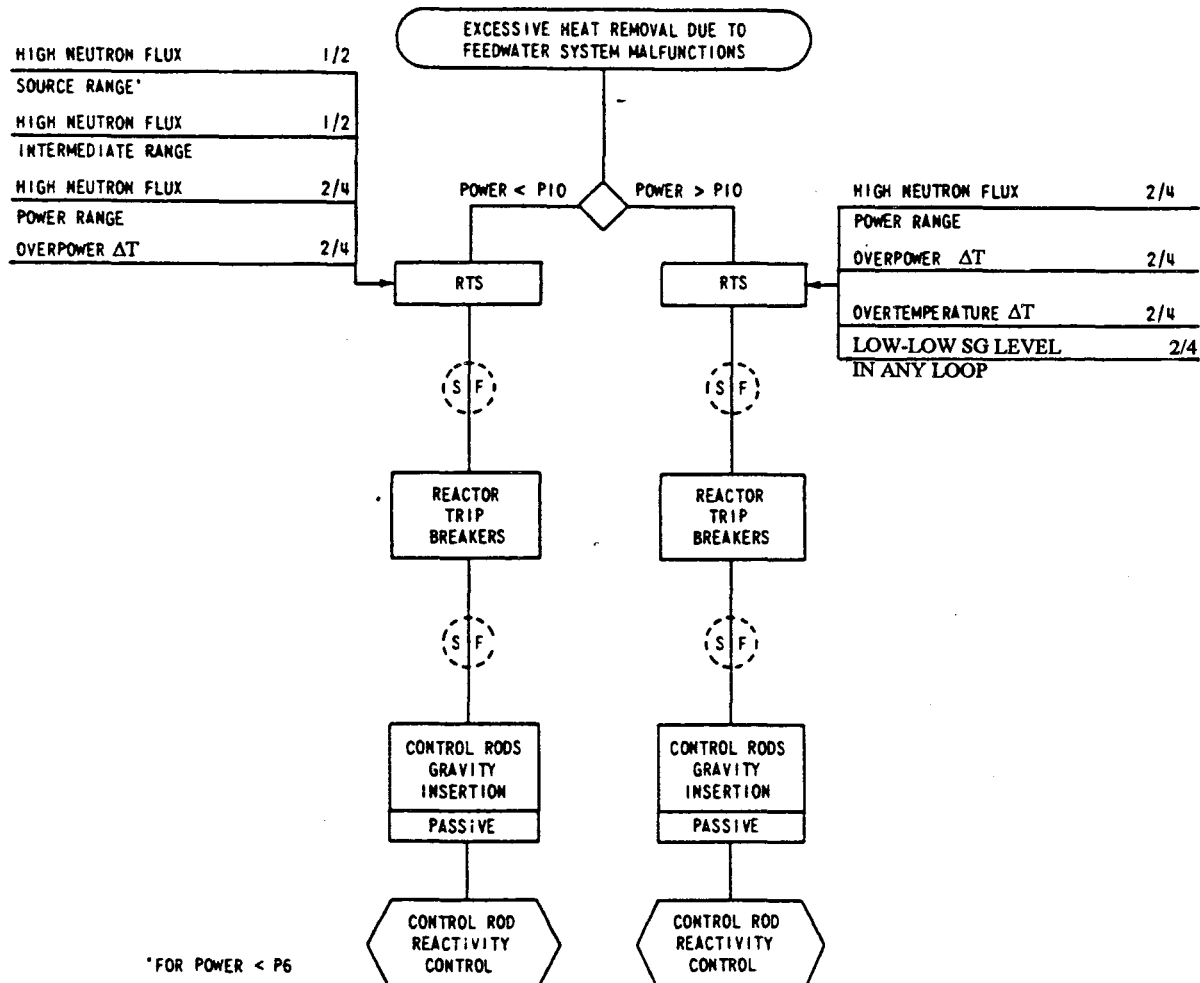 EXCESSIVE HEAT REMOVAL DUE TO
FEEDWATER SYSTEM MALFUNCTIONS
HIGH NEUTRON FLUX 1/2
SOURCE RANGE*
HIGH NEUTRON FLUX 1/2
INTERMEDIATE RANGE
HIGH NEUTRON FLUX 2/4
POWER RANGE
OVERPOWER ΔT 2/4
POWER < P10
POWER > P10
HIGH NEUTRON FLUX 2/4
POWER RANGE
OVERPOWER ΔT 2/4
OVERTEMPERATURE ΔT 2/4
LOW-LOW SG LEVEL 2/4
IN ANY LOOP
RTS
RTS
S F
S F
REACTOR
TRIP
BREAKERS
REACTOR
TRIP
BREAKERS
S F
S F
CONTROL RODS
GRAVITY
INSERTION
PASSIVE
CONTROL RODS
GRAVITY
INSERTION
PASSIVE
CONTROL ROD
REACTIVITY
CONTROL
CONTROL ROD
REACTIVITY
CONTROL
*FOR POWER < P6